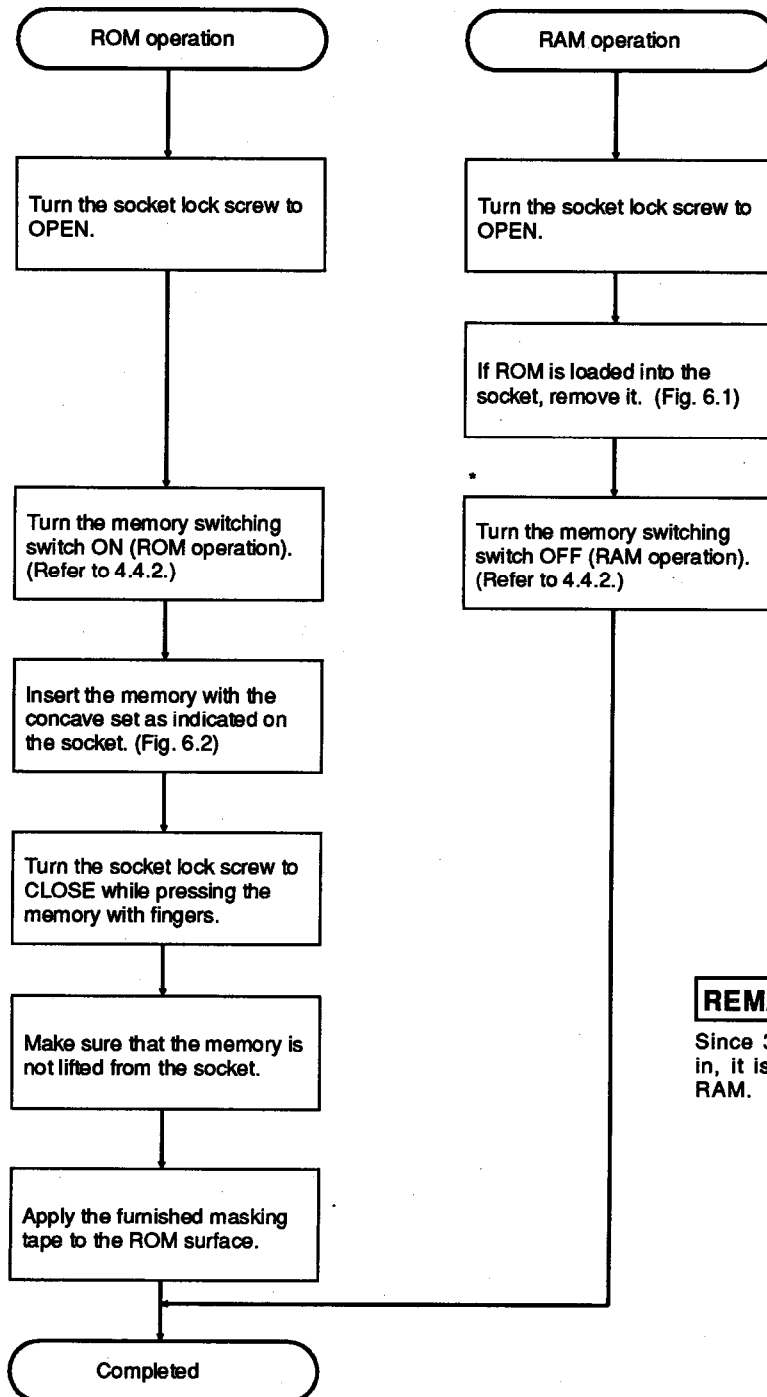 ROM operation
Turn the socket lock screw to
OPEN.
Turn the memory switching
switch ON (ROM operation).
(Refer to 4.4.2.)
Insert the memory with the
concave set as indicated on
the socket. (Fig. 6.2)
Turn the socket lock screw to
CLOSE while pressing the
memory with fingers.
Make sure that the memory is
not lifted from the socket.
Apply the furnished masking
tape to the ROM surface.
Completed
RAM operation
Turn the socket lock screw to
OPEN.
If ROM is loaded into the
socket, remove it. (Fig. 6.1)
*
Turn the memory switching
switch OFF (RAM operation).
(Refer to 4.4.2.)
Since
in, it is
RAM.